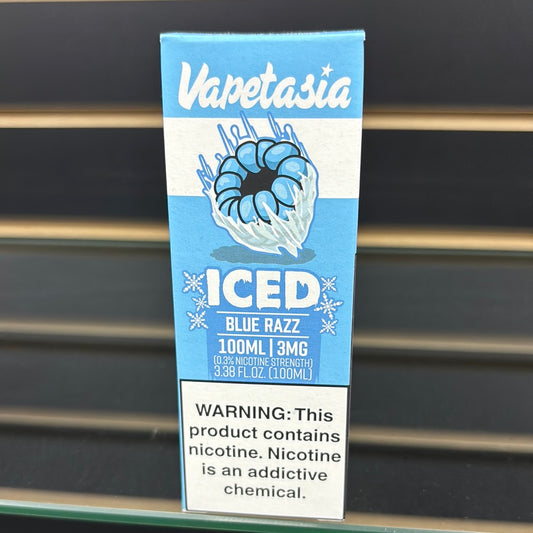 Vapetasia
ICED
BLUE RAZZ
100ML | 3MG
(0.3% NICOTINE STRENGTH)
3.38 FL.OZ. (100ML)
WARNING: This
product contains
nicotine. Nicotine
is an addictive
chemical.